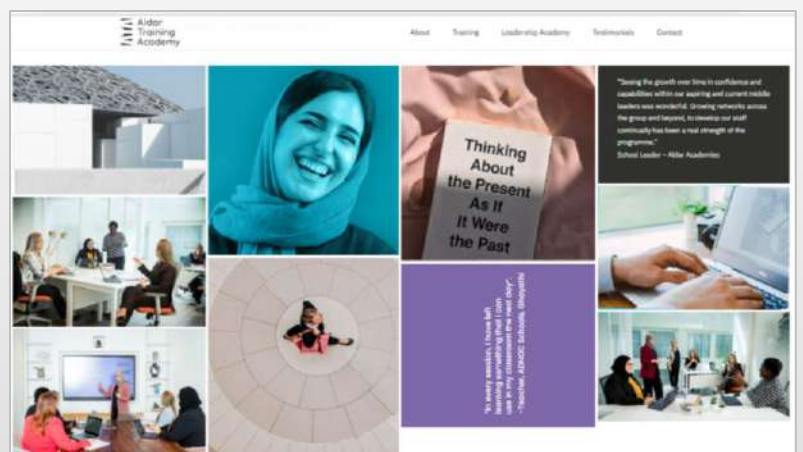 Aldar
Training
Academy
About Training Leadership Academy Testimonials Contact
Thinking
About
the Present
As If
It Were
the Past
"Seeing the growth over time in confidence and
capabilities within our aspiring and current middle
leaders was wonderful. Growing networks across
the group and beyond, to develop our staff
continually has been a real strength of the
programme."
School Leader – Aldar Academies
"In every session, I have left
learning something that I can
use in my classroom the next day".
-Teacher, ADNOC Schools, Ghayathi